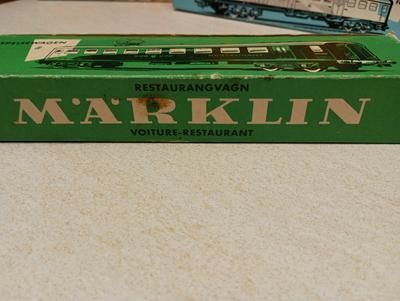 SPEISEWAGEN
RESTAURANGVAGN
MÄRKLIN
VOITURE-RESTAURANT